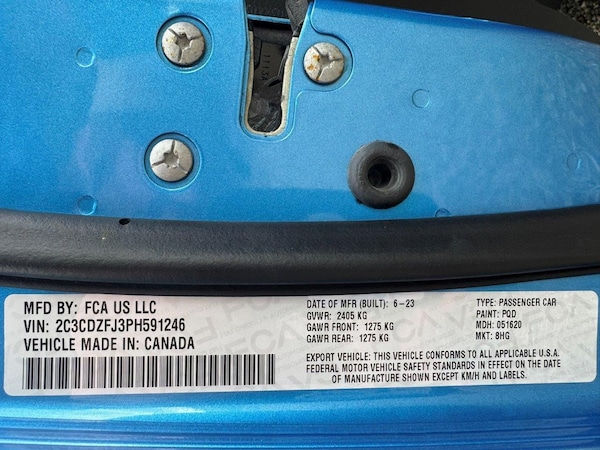 MFD BY: FCA US LLC
VIN: 2C3CDZFJ3PH591246
VEHICLE MADE IN: CANADA
DATE OF MFR (BUILT): 6-23
GVWR: 2405 KG
GAWR FRONT: 1275 KG
GAWR REAR: 1275 KG
TYPE: PASSENGER CAR
PAINT: PQD
MDH: 051620
MKT: 8HG
EXPORT VEHICLE: THIS VEHICLE CONFORMS TO ALL APPLICABLE U.S.A.
FEDERAL MOTOR VEHICLE SAFETY STANDARDS IN EFFECT ON THE DATE
OF MANUFACTURE SHOWN EXCEPT KM/H AND LABELS.